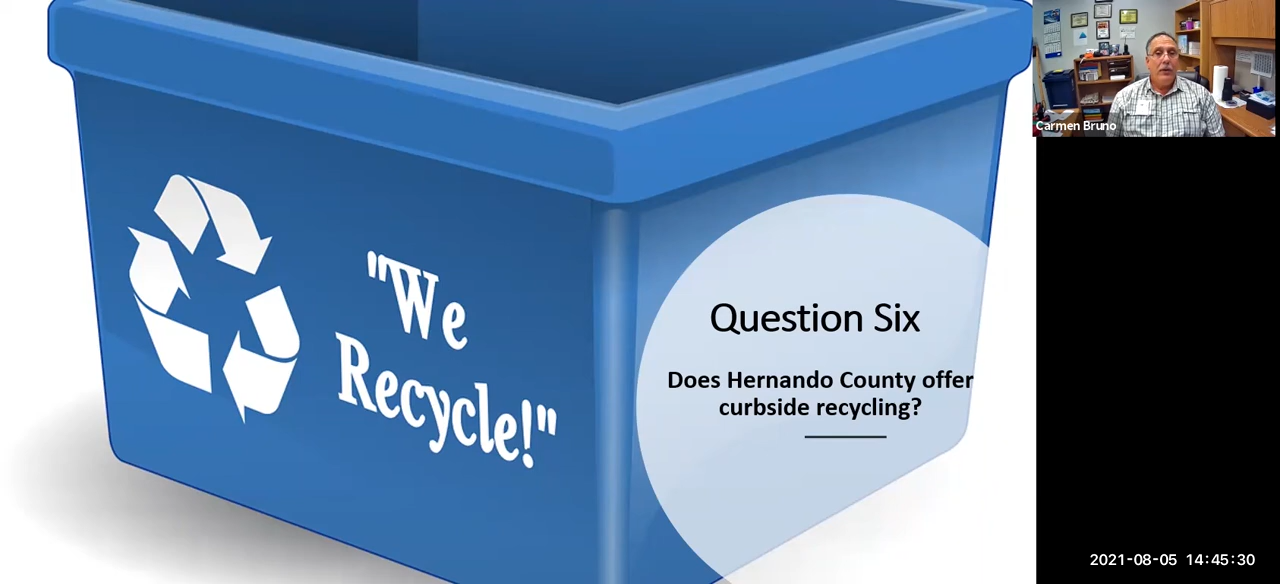 "We
Recycle!"
Question Six
Does Hernando County offer
curbside recycling?
Carmen Bruno
2021-08-05 14:45:30